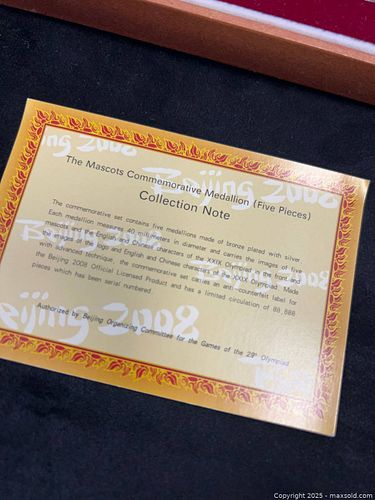 Beijing 2008
The Mascots Commemorative Medallion (Five Pieces)
Beijing 2008
Collection Note
The commemorative set contains five medallions made of bronze plated with silver
Each medallion measures 40 millimeters in diameter and carries the images of five
mascots and English and Chinese characters of the XXIX Olympiad at the front and
the logo and English and Chinese characters of the XXIX Olympiad. Made
with advanced technique, the commemorative set carries an anti-counterfeit label for
the Beijing 2008 Official Licensed Product and has a limited circulation of 88,888
pieces which has been serial numbered
Beijing 2008
eijing 2008
Authorized by Beijing Organizing Committee for the Games of the 29th Olympiad
Copyright 2025 - maxsold.com